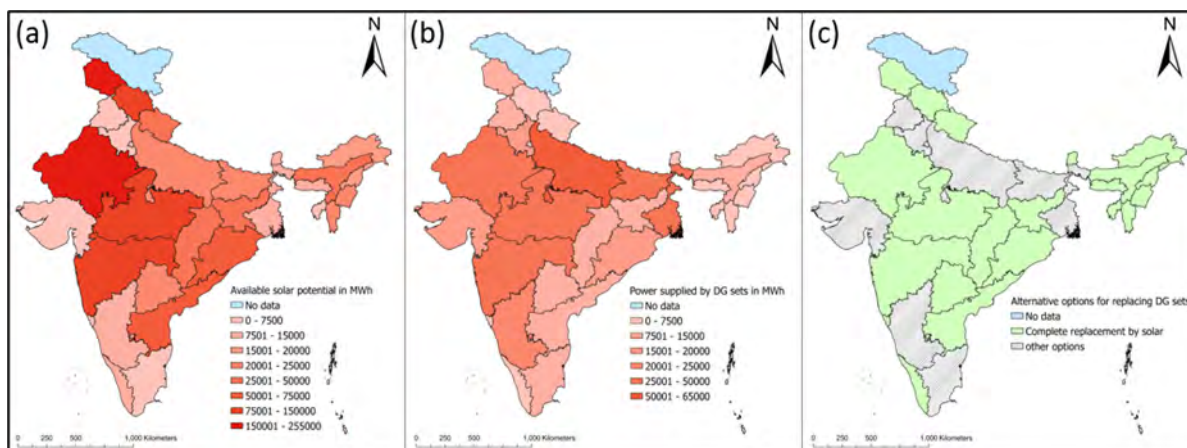 (a)
N
Available solar potential in MWh
No data
0 - 7500
7501 - 15000
15001 - 20000
20001 - 25000
25001 - 50000
50001 - 75000
75001 - 150000
150001 - 255000
0 250 500 1,000 Kilometers
(b)
N
Power supplied by DG sets in MWh
No data
0 - 7500
7501 - 15000
15001 - 20000
20001 - 25000
25001 - 50000
50001 - 65000
0 250 500 1,000 Kilometers
(c)
N
Alternative options for replacing DG sets
No data
Complete replacement by solar
other options
0 250 500 1,000 Kilometers